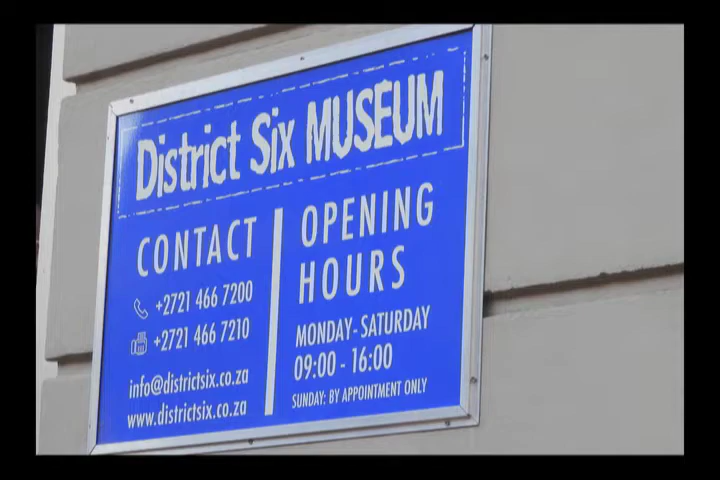 District Six MUSEUM
CONTACT
+2721 466 7200
+2721 466 7210
info@districtsix.co.za
www.districtsix.co.za
OPENING
HOURS
MONDAY- SATURDAY
09:00 - 16:00
SUNDAY: BY APPOINTMENT ONLY